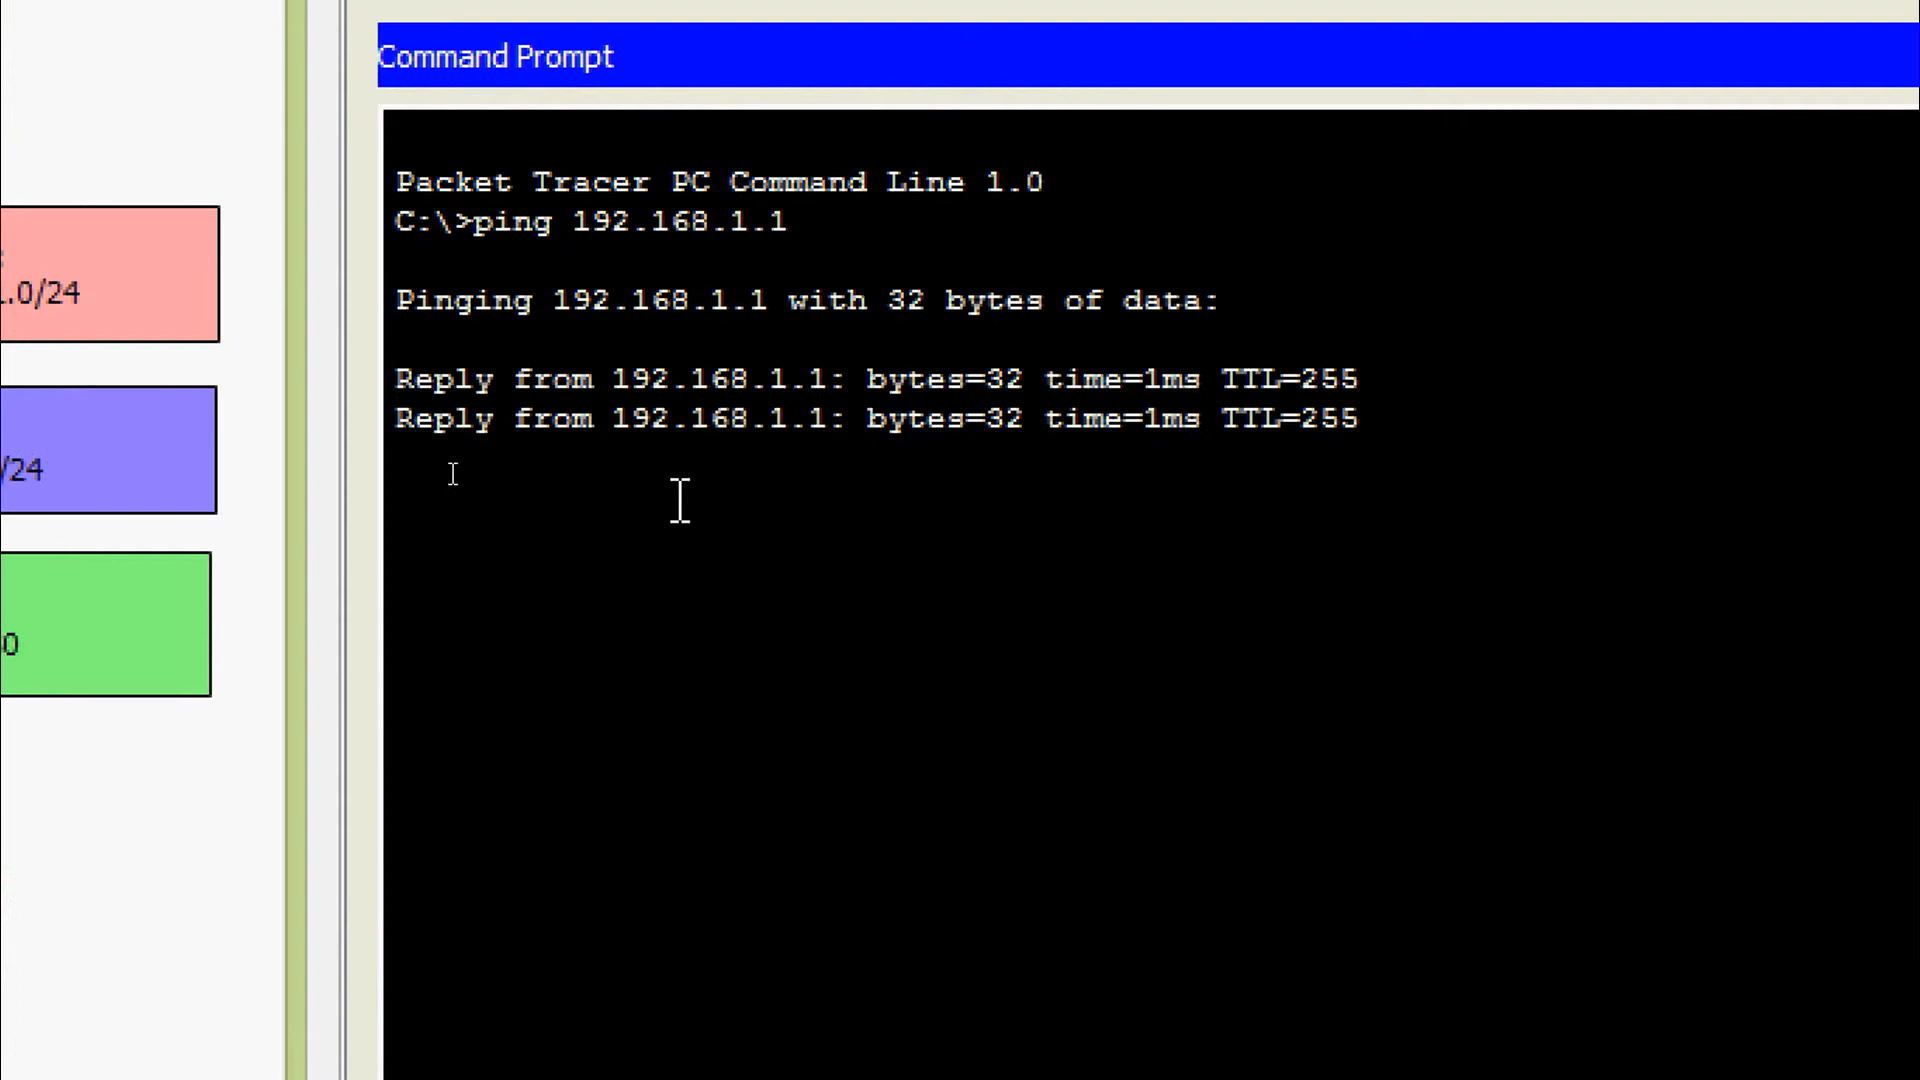 Command Prompt
Packet Tracer PC Command Line 1.0
C:\>ping 192.168.1.1
Pinging 192.168.1.1 with 32 bytes of data:
Reply from 192.168.1.1: bytes=32 time=1ms TTL=255
Reply from 192.168.1.1: bytes=32 time=1ms TTL=255
.0/24
/24
0